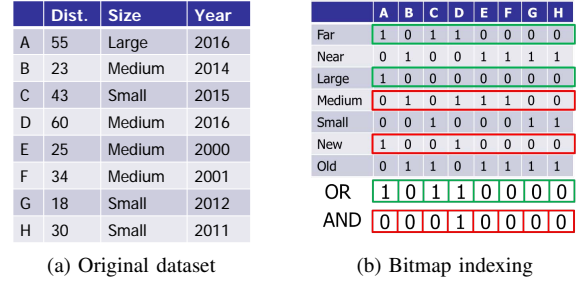 Dist. Size Year
A 55 Large 2016
B 23 Medium 2014
C 43 Small 2015
D 60 Medium 2016
E 25 Medium 2000
F 34 Medium 2001
G 18 Small 2012
H 30 Small 2011
(a) Original dataset
A B C D E F G H
Far 1 0 1 1 0 0 0 0
Near 0 1 0 0 1 1 1 1
Large 1 0 0 0 0 0 0 0
Medium 0 1 0 1 1 1 0 0
Small 0 0 1 0 0 0 1 1
New 1 0 0 1 0 0 0 0
Old 0 1 1 0 1 1 1 1
OR 1 0 1 1 0 0 0 0
AND 0 0 0 1 0 0 0 0
(b) Bitmap indexing